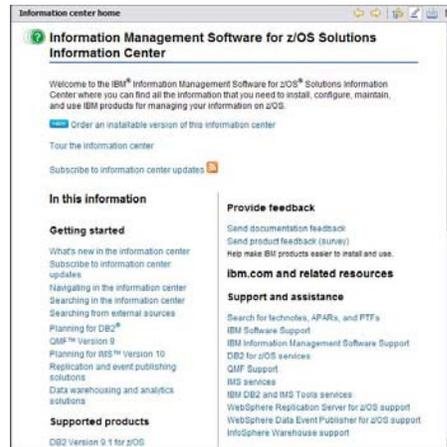 Information center home
Information Management Software for z/OS Solutions
Information Center
Welcome to the IBM® Information Management Software for z/OS® Solutions Information
Center where you can find all the information that you need to install, configure, maintain,
and use IBM products for managing your information on z/OS.
Order an installable version of this information center
Tour the information center
Subscribe to information center updates
In this information
Getting started
What's new in the information center
Subscribe to information center
updates
Navigating in the information center
Searching in the information center
Searching from external sources
Planning for DB2®
QMF™ Version 9
Planning for IMS™ Version 10
Replication and event publishing
solutions
Data warehousing and analytics
solutions
Supported products
DB2 Version 9.1 for z/OS
Provide feedback
Send documentation feedback
Send product feedback (survey)
Help make IBM products easier to install and use.
ibm.com and related resources
Support and assistance
Search for technotes, APARs, and PTFs
IBM Software Support
IBM Information Management Software Support
DB2 for z/OS services
QMF Support
IMS services
IBM DB2 and IMS Tools services
WebSphere Replication Server for z/OS support
WebSphere Data Event Publisher for z/OS support
InfoSphere Warehouse support